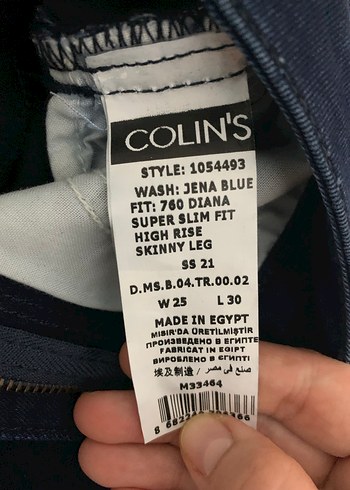 COLIN'S
STYLE: 1054493
WASH: JENA BLUE
FIT: 760 DIANA
SUPER SLIM FIT
HIGH RISE
SKINNY LEG
SS 21
D.MS.B.04.TR.00.02
W 25 L 30
MADE IN EGYPT
MISIR'DA ÜRETİLMİŞTİR
ПРОИЗВЕДЕНО В ЕГИПТЕ
FABRICAT IN EGIPT
ВИРОБЛЕНО В ЄГИПТІ
埃及制造 / صنع في مصر
M33464